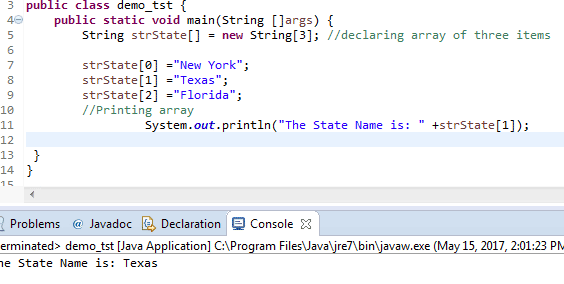 3 public class demo_tst {
4 public static void main(String []args) {
5 String strState[] = new String[3]; //declaring array of three items
6
7 strState[0] ="New York";
8 strState[1] ="Texas";
9 strState[2] ="Florida";
10 //Printing array
11 System.out.println("The State Name is: " +strState[1]);
12
13 }
14 }
15
Problems @ Javadoc Declaration Console
erminated> demo_tst [Java Application] C:\Program Files\Java\jre7\bin\javaw.exe (May 15, 2017, 2:01:23 PM
he State Name is: Texas